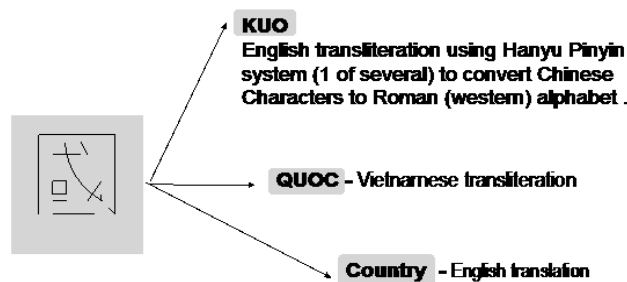 國
KUO
English transliteration using Hanyu Pinyin
system (1 of several) to convert Chinese
Characters to Roman (western) alphabet .
QUOC - Vietnamese transliteration
Country - English translation